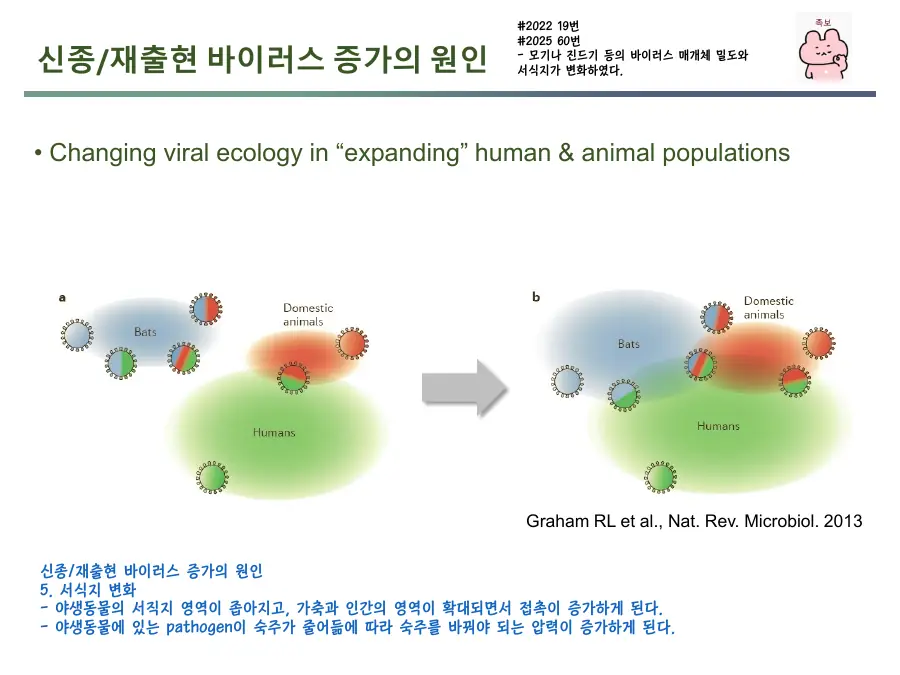 신종/재출현 바이러스 증가의 원인
#2022 19번
#2025 60번
- 모기나 진드기 등의 바이러스 매개체 밀도와
서식지가 변화하였다.
족보
• Changing viral ecology in “expanding” human & animal populations
a
Bats
Domestic
animals
Humans
b
Bats
Domestic
animals
Humans
Graham RL et al., Nat. Rev. Microbiol. 2013
신종/재출현 바이러스 증가의 원인
5. 서식지 변화
- 야생동물의 서직지 영역이 좁아지고, 가축과 인간의 영역이 확대되면서 접촉이 증가하게 된다.
- 야생동물에 있는 pathogen이 숙주가 줄어듦에 따라 숙주를 바꿔야 되는 압력이 증가하게 된다.